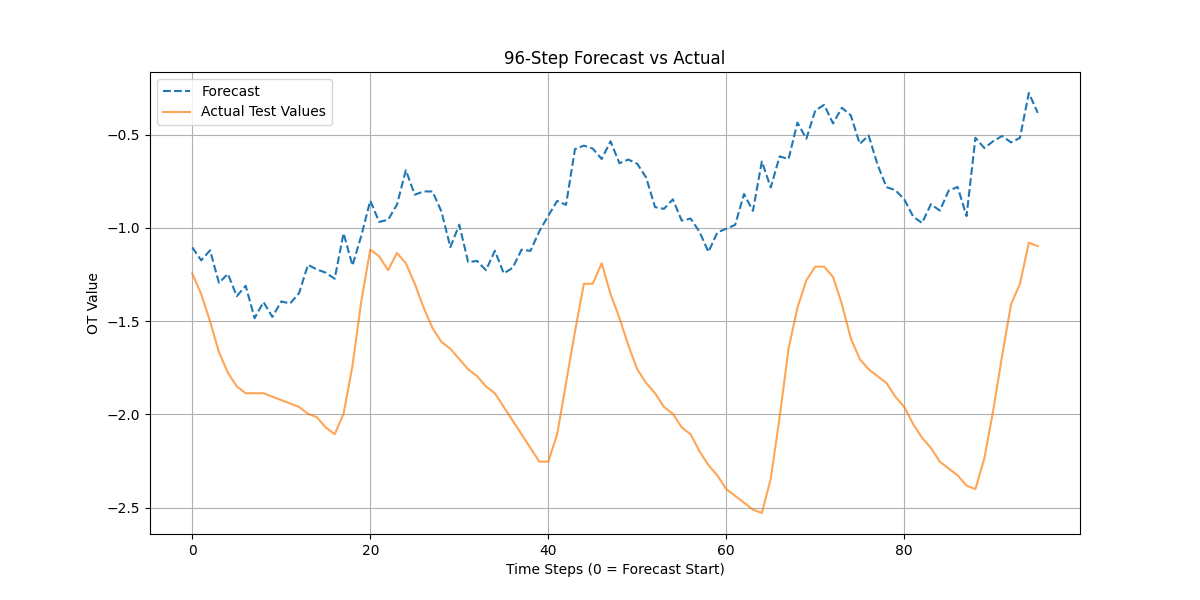 96-Step Forecast vs Actual
Forecast
Actual Test Values
OT Value
−0.5
−1.0
−1.5
−2.0
−2.5
0
20
40
60
80
Time Steps (0 = Forecast Start)